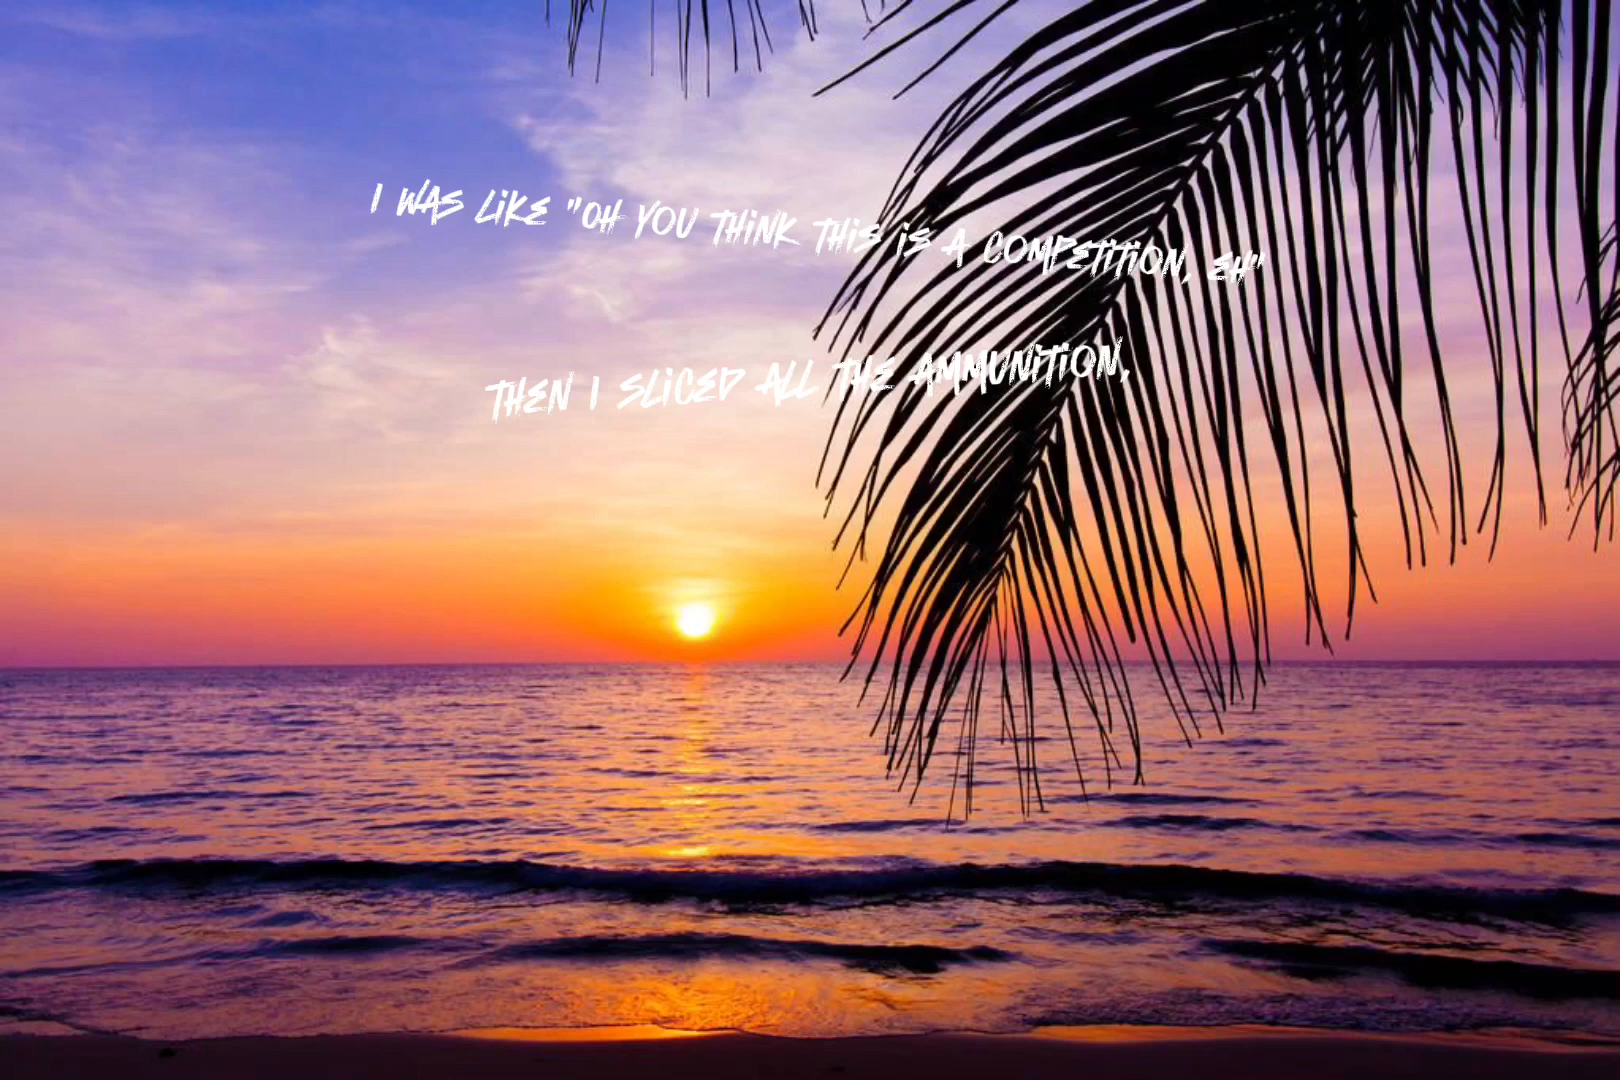 I WAS LIKE "OH YOU THINK THIS IS A COMPETITION, EH"
THEN I SLICED ALL THE AMMUNITION,